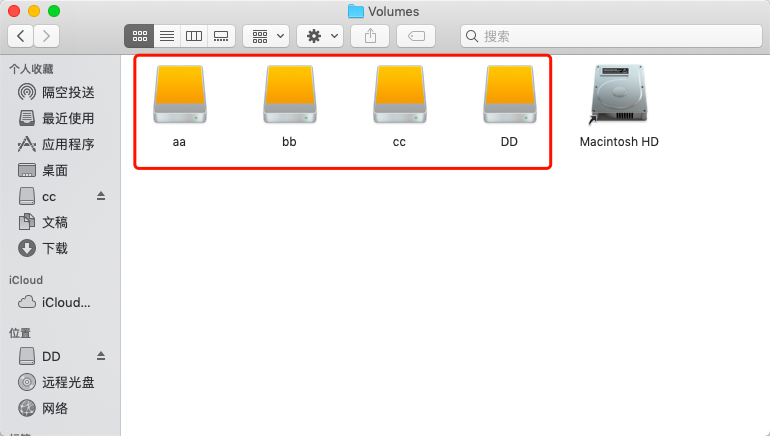 Volumes
搜索
个人收藏
隔空投送
最近使用
应用程序
桌面
cc
文稿
下载
iCloud
iCloud...
位置
DD
远程光盘
网络
aa
bb
cc
DD
Macintosh HD